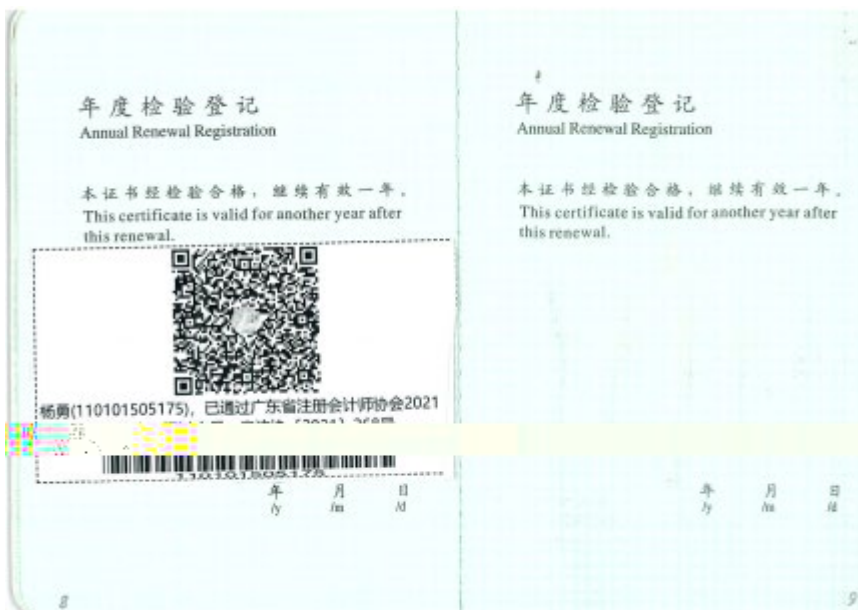 年度检验登记
Annual Renewal Registration
本证书经检验合格，继续有效一年。
This certificate is valid for another year after
this renewal.
杨勇(110101505175)，已通过广东省注册会计师协会2021
110101505175
年 月 日
/y /m /d
8
年度检验登记
Annual Renewal Registration
本证书经检验合格，继续有效一年。
This certificate is valid for another year after
this renewal.
年 月 日
/y /m /d
9